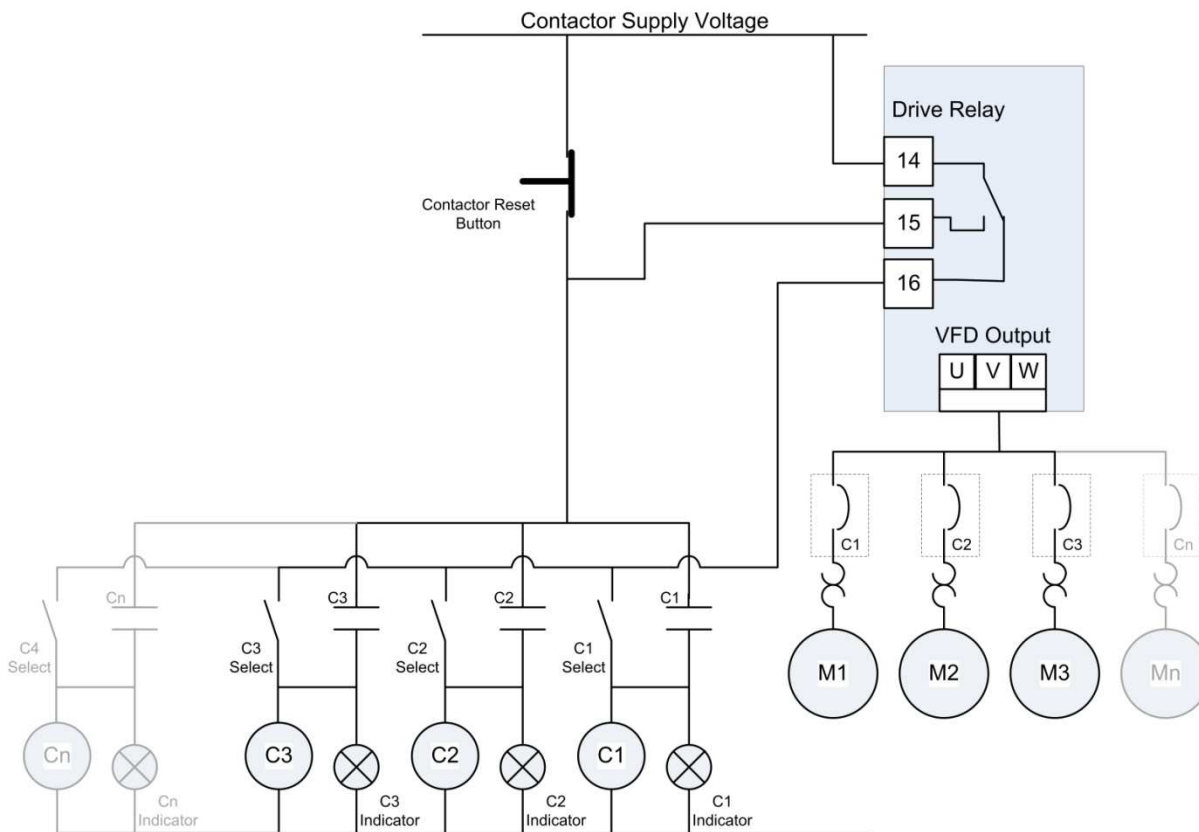 Contactor Supply Voltage
Drive Relay
14
15
16
Contactor Reset
Button
VFD Output
U V W
C1
C2
C3
Cn
M1
M2
M3
Mn
Cn
C3
C2
C1
C4
Select
C3
Select
C2
Select
C1
Select
Cn
C3
C2
C1
Cn
Indicator
C3
Indicator
C2
Indicator
C1
Indicator